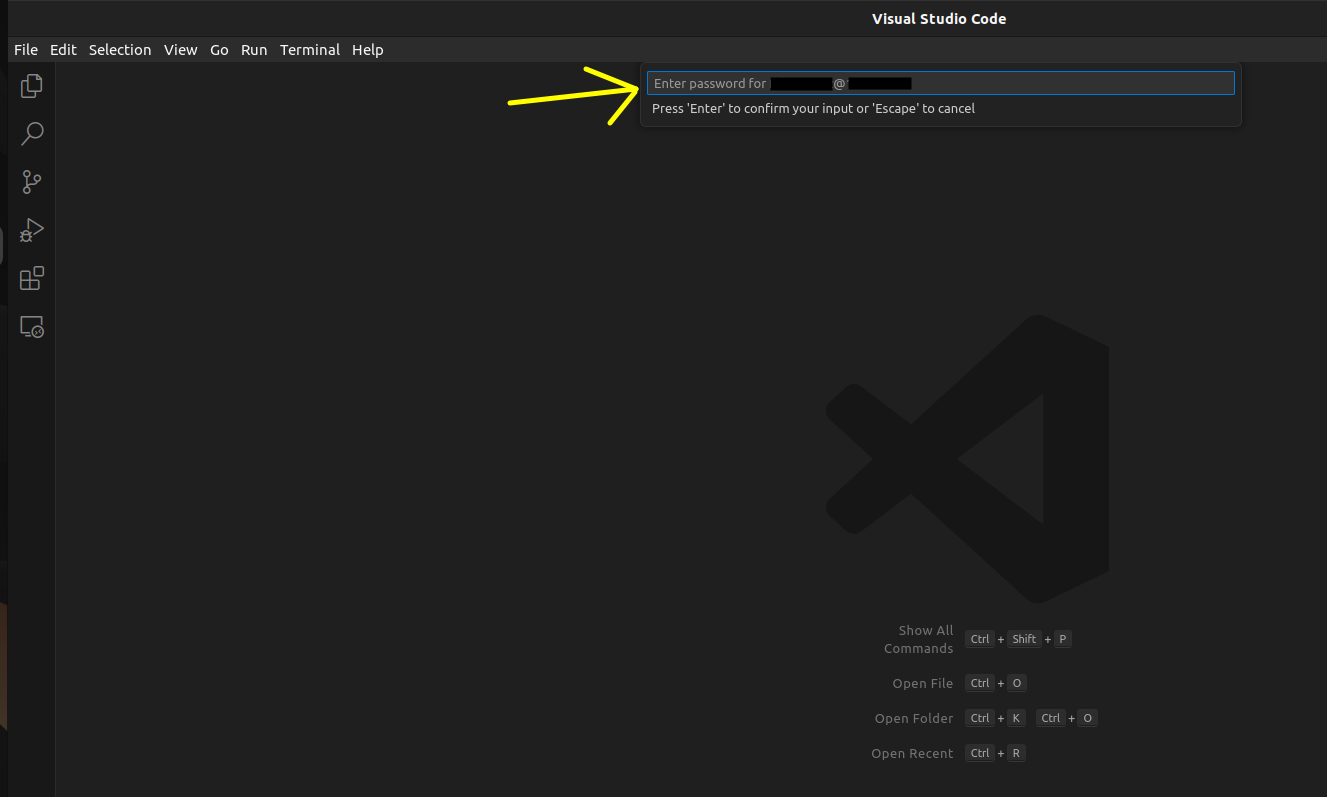 Visual Studio Code
File Edit Selection View Go Run Terminal Help
Enter password for @
Press 'Enter' to confirm your input or 'Escape' to cancel
Show All
Commands
Ctrl + Shift + P
Open File Ctrl + O
Open Folder Ctrl + K Ctrl + O
Open Recent Ctrl + R